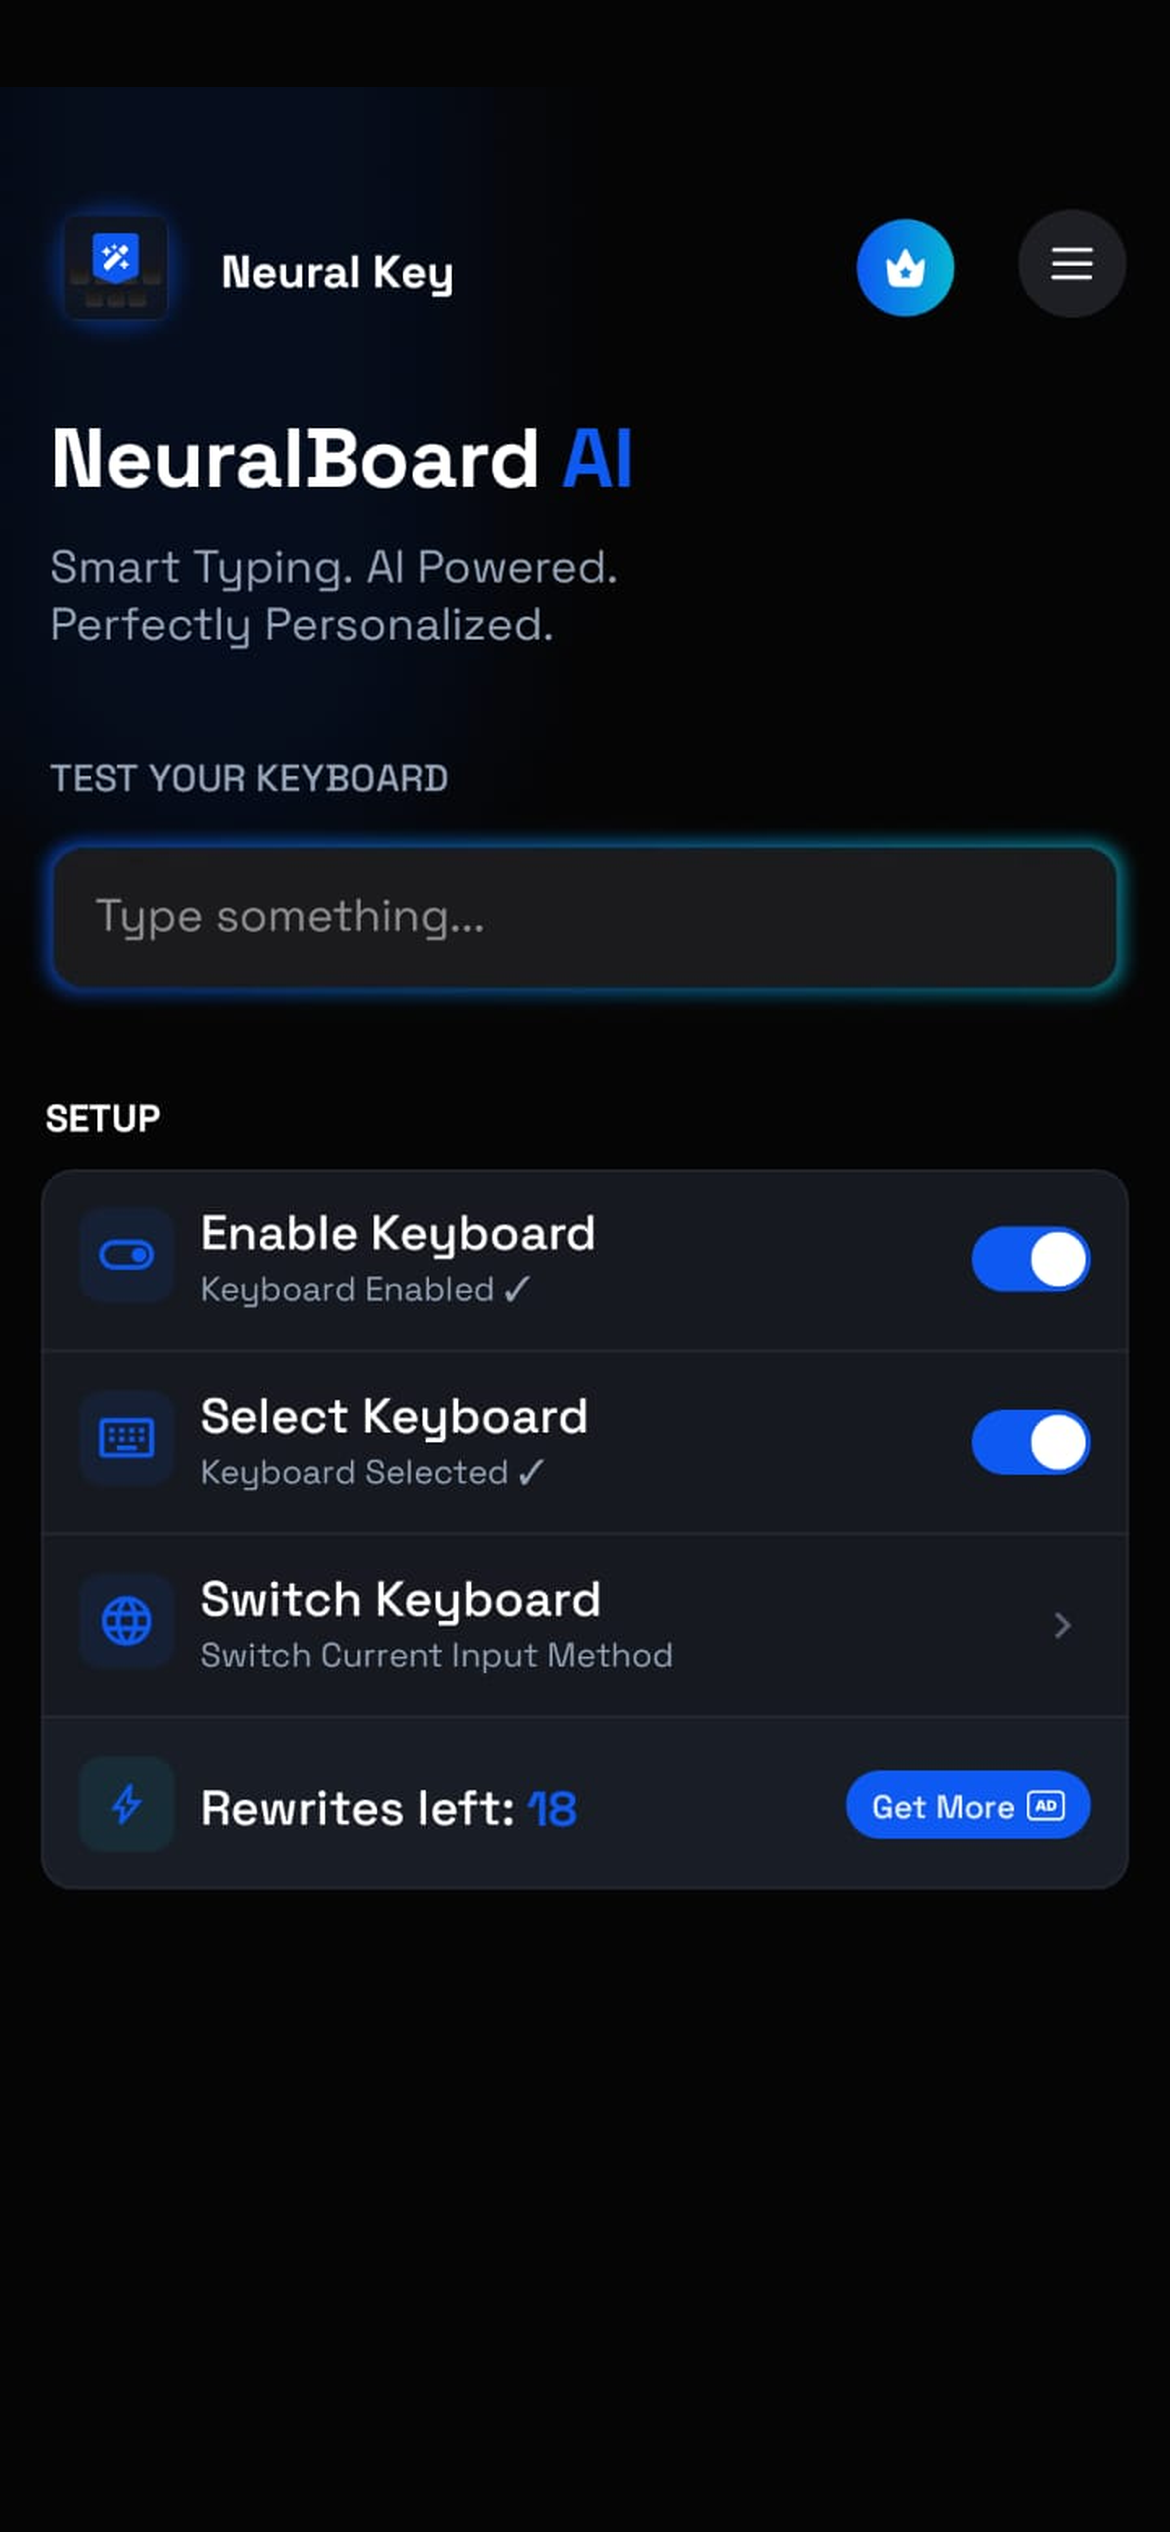 Neural Key
NeuralBoard AI
Smart Typing. AI Powered.
Perfectly Personalized.
TEST YOUR KEYBOARD
Type something...
SETUP
Enable Keyboard
Keyboard Enabled ✓
Select Keyboard
Keyboard Selected ✓
Switch Keyboard
Switch Current Input Method
Rewrites left: 18
Get More AD